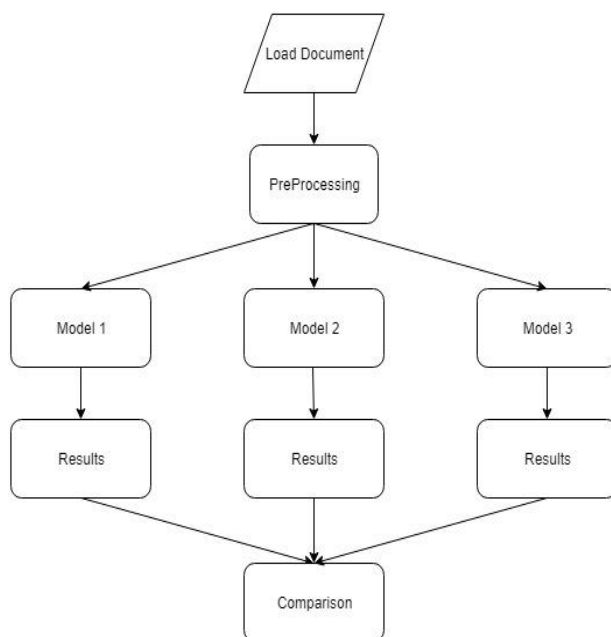 Load Document
PreProcessing
Model 1
Model 2
Model 3
Results
Results
Results
Comparison